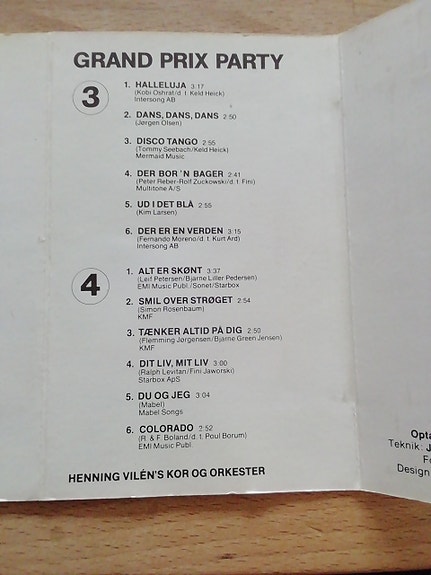 GRAND PRIX PARTY
3
1. HALLELUJA 3:17
(Kobi Oshrat/d. t. Keld Heick)
Intersong AB
2. DANS, DANS, DANS 2:50
(Jørgen Olsen)
3. DISCO TANGO 2:55
(Tommy Seebach/Keld Heick)
Mermaid Music
4. DER BOR 'N BAGER 2:41
(Peter Reber-Rolf Zuckowski/d. t. Fini)
Multitone A/S
5. UD I DET BLÅ 2:55
(Kim Larsen)
6. DER ER EN VERDEN 3:15
(Fernando Moreno/d. t. Kurt Ard)
Intersong AB
4
1. ALT ER SKØNT 3:37
(Leif Petersen/Bjarne Liller Pedersen)
EMI Music Publ./Sonet/Starbox
2. SMIL OVER STRØGET 2:54
(Simon Rosenbaum)
KMF
3. TÆNKER ALTID PÅ DIG 2:50
(Flemming Jørgensen/Bjarne Green Jensen)
KMF
4. DIT LIV, MIT LIV 3:00
(Ralph Levitan/Fini Jaworski)
Starbox ApS
5. DU OG JEG 3:04
(Mabel)
Mabel Songs
6. COLORADO 2:52
(R. & F. Boland/d. t. Poul Borum)
EMI Music Publ.
HENNING VILÉN'S KOR OG ORKESTER
Opta
Teknik: J
Fo
Design